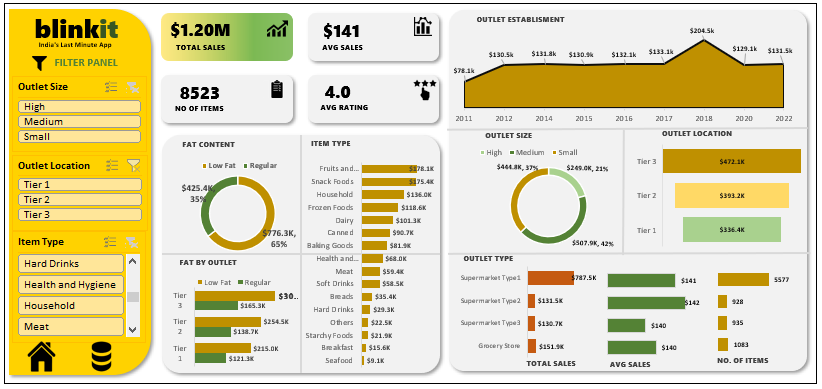 blinkit
India's Last Minute App
FILTER PANEL
Outlet Size
High
Medium
Small
Outlet Location
Tier 1
Tier 2
Tier 3
Item Type
Hard Drinks
Health and Hygiene
Household
Meat
$1.20M
TOTAL SALES
$141
AVG SALES
8523
NO OF ITEMS
4.0
AVG RATING
FAT CONTENT
Low Fat Regular
$425.4K, 35%
$776.3K, 65%
FAT BY OUTLET
Low Fat Regular
Tier 3
$30...
$165.3K
Tier 2
$254.5K
$138.7K
Tier 1
$215.0K
$121.3K
ITEM TYPE
Fruits and... $178.1K
Snack Foods $175.4K
Household $136.0K
Frozen Foods $118.6K
Dairy $101.3K
Canned $90.7K
Baking Goods $81.9K
Health and... $68.0K
Meat $59.4K
Soft Drinks $58.5K
Breads $35.4K
Hard Drinks $29.3K
Others $22.5K
Starchy Foods $21.9K
Breakfast $15.6K
Seafood $9.1K
OUTLET ESTABLISMENT
$78.1k $130.5k $131.8k $130.9k $132.1k $133.1k $204.5k $129.1k $131.5k
2011 2012 2014 2015 2016 2017 2018 2020 2022
OUTLET SIZE
High Medium Small
$444.8K, 37%
$249.0K, 21%
$507.9K, 42%
OUTLET LOCATION
Tier 3 $472.1K
Tier 2 $393.2K
Tier 1 $336.4K
OUTLET TYPE
Supermarket Type1 $787.5K $141 5577
Supermarket Type2 $131.5K $142 928
Supermarket Type3 $130.7K $140 935
Grocery Store $151.9K $140 1083
TOTAL SALES AVG SALES NO. OF ITEMS